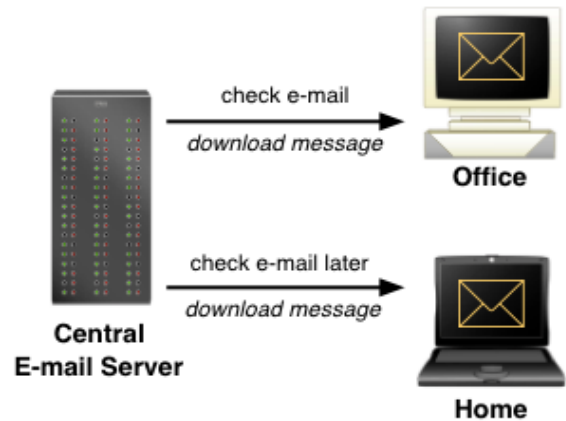 check e-mail
download message
Office
check e-mail later
download message
Central
E-mail Server
Home